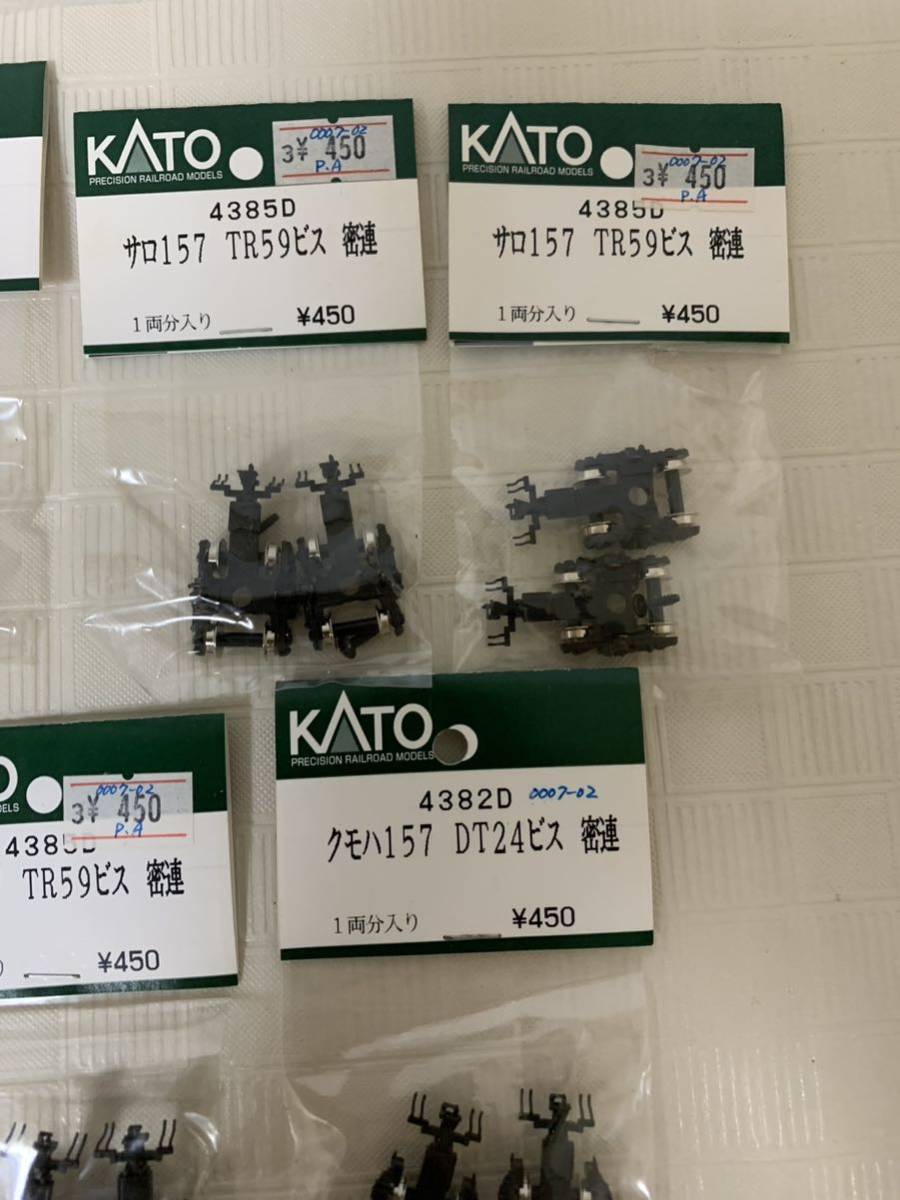 KATO
PRECISION RAILROAD MODELS
0007-02
3¥ 450
P.A
4385D
サロ157 TR59ビス 密連
1両分入り
¥450
KATO
PRECISION RAILROAD MODELS
0007-02
3¥ 450
P.A
4385D
サロ157 TR59ビス 密連
1両分入り
¥450
0007-02
3¥ 450
P.A
4385D
TR59ビス 密連
り
¥450
KATO
PRECISION RAILROAD MODELS
4382D 0007-02
クモハ157 DT24ビス 密連
1両分入り
¥450